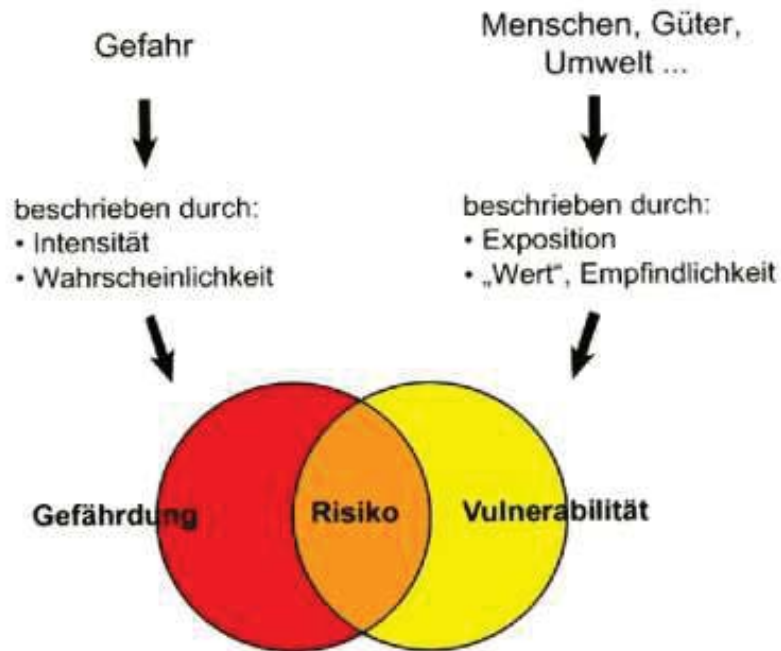 Gefahr
beschrieben durch:
• Intensität
• Wahrscheinlichkeit
Menschen, Güter,
Umwelt ...
beschrieben durch:
• Exposition
• „Wert“, Empfindlichkeit
Gefährdung
Risiko
Vulnerabilität